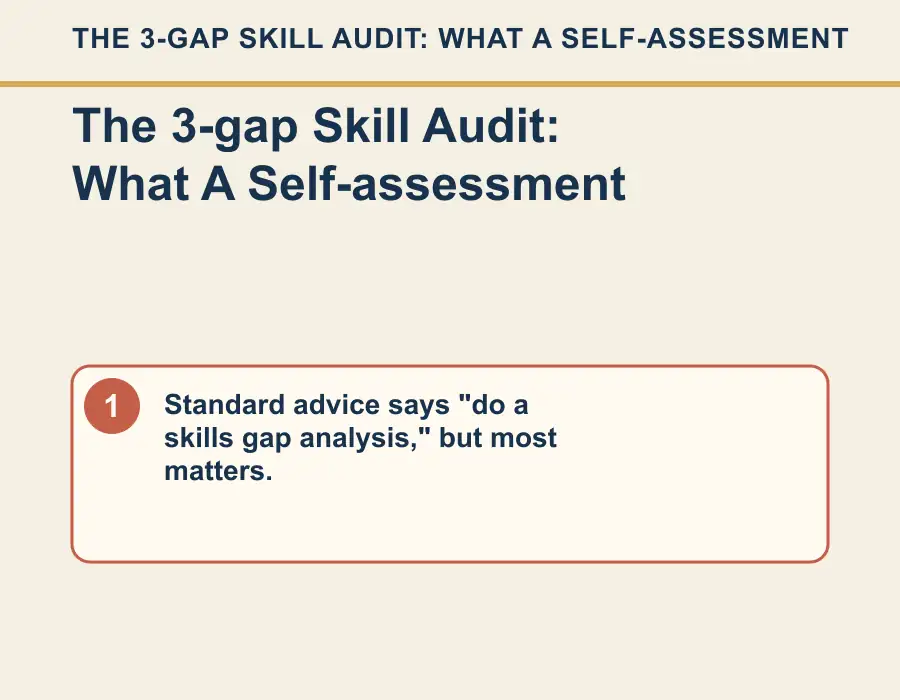 THE 3-GAP SKILL AUDIT: WHAT A SELF-ASSESSMENT
The 3-gap Skill Audit:
What A Self-assessment
1
Standard advice says "do a
skills gap analysis," but most
matters.